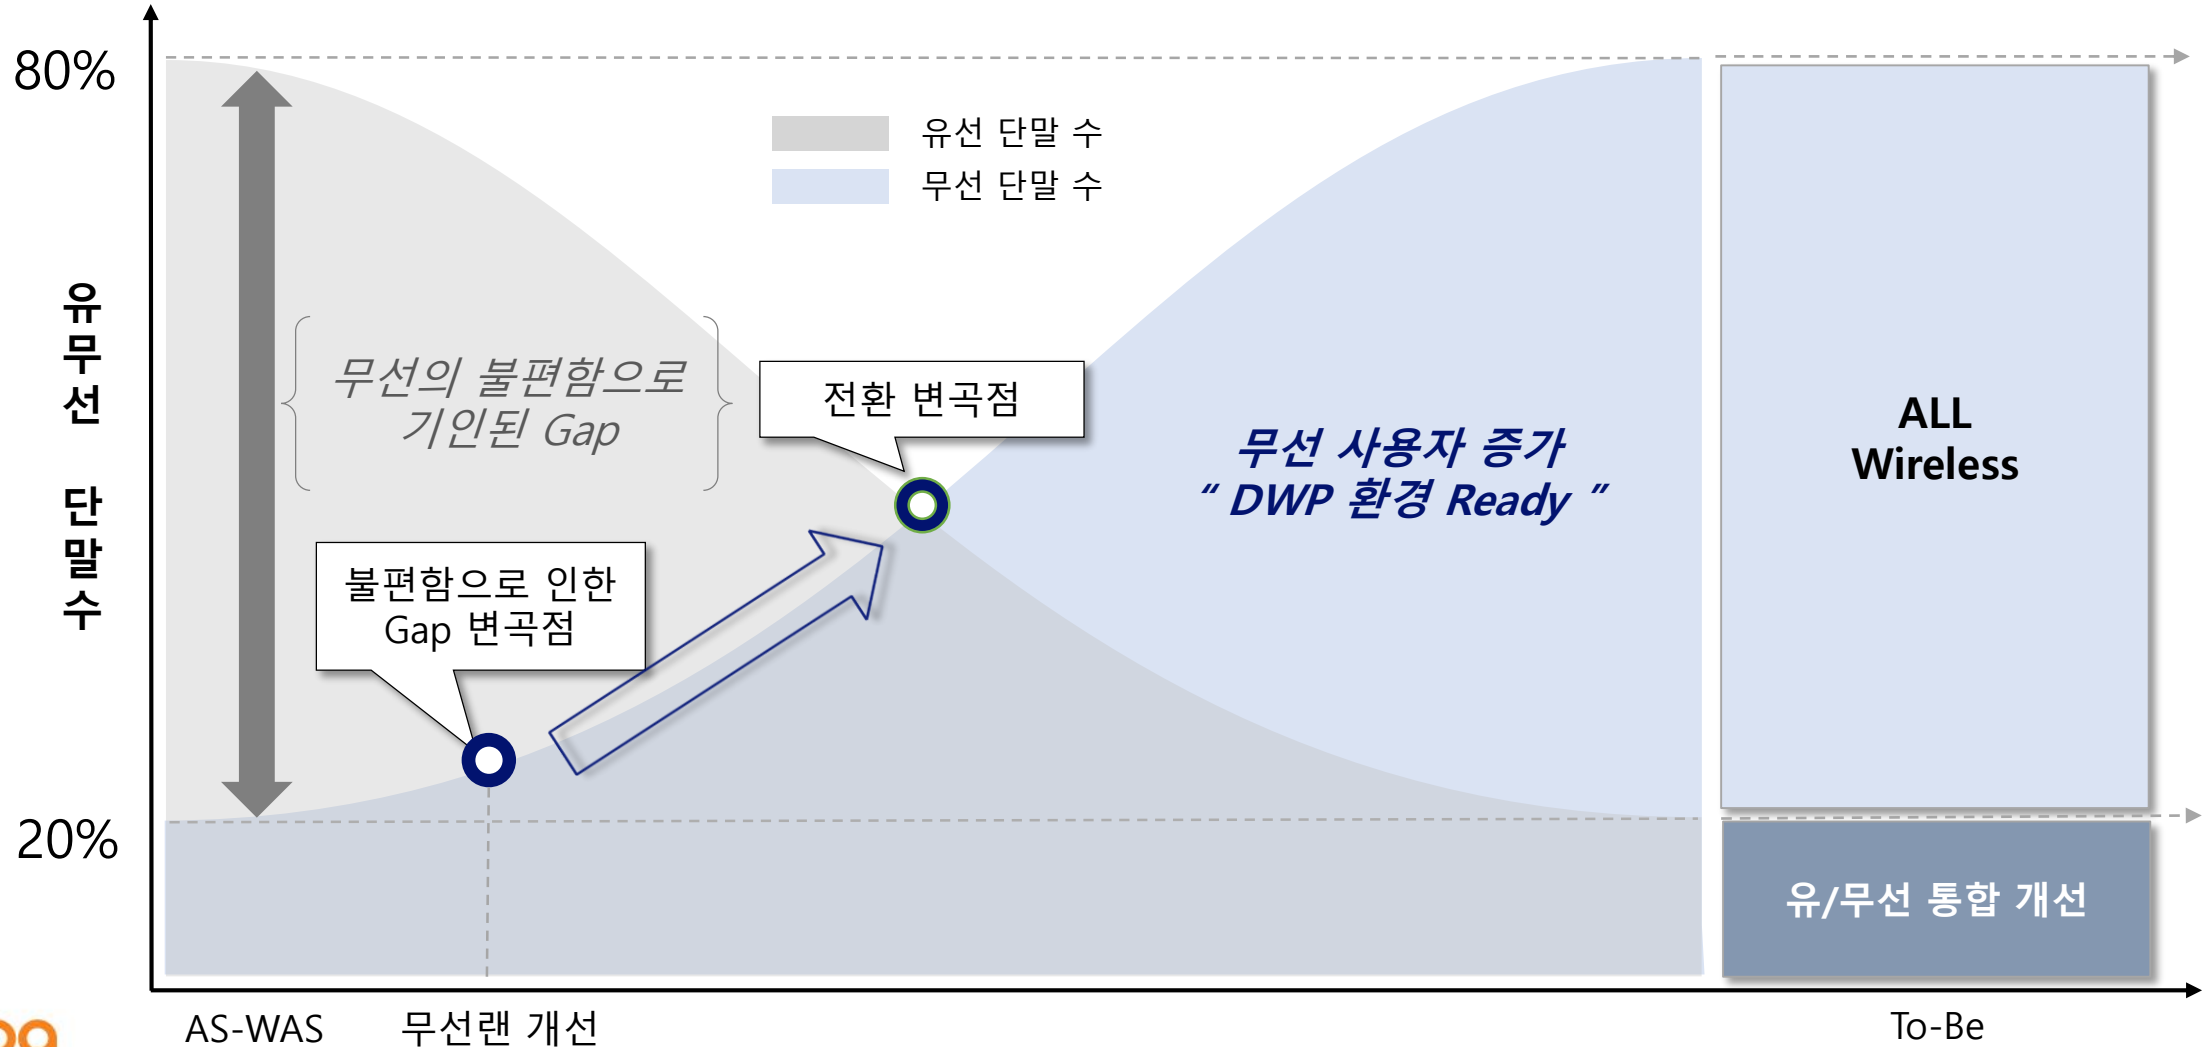 80%
유선 단말 수
무선 단말 수
유무선 단말수
무선의 불편함으로
기인된 Gap
전환 변곡점
무선 사용자 증가
“ DWP 환경 Ready ”
ALL
Wireless
불편함으로 인한
Gap 변곡점
20%
유/무선 통합 개선
AS-WAS
무선랜 개선
To-Be